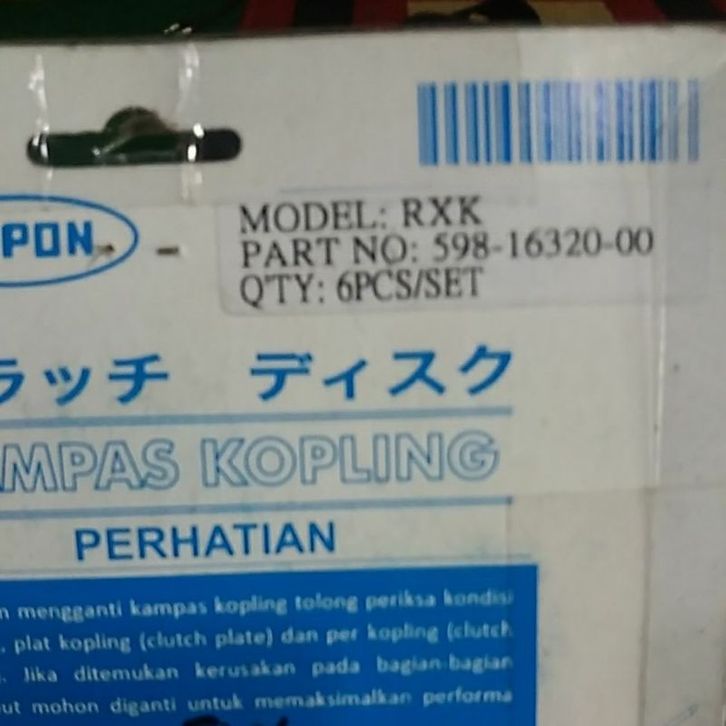 PON
MODEL: RXK
PART NO: 598-16320-00
Q'TY: 6PCS/SET
ラッチ ディスク
MPAS KOPLING
PERHATIAN
n mengganti kampas kopling tolong periksa kondisi
, plat kopling (clutch plate) dan per kopling (clutch
. Jika ditemukan kerusakan pada bagian-bagian
ut mohon diganti untuk memaksimalkan performa